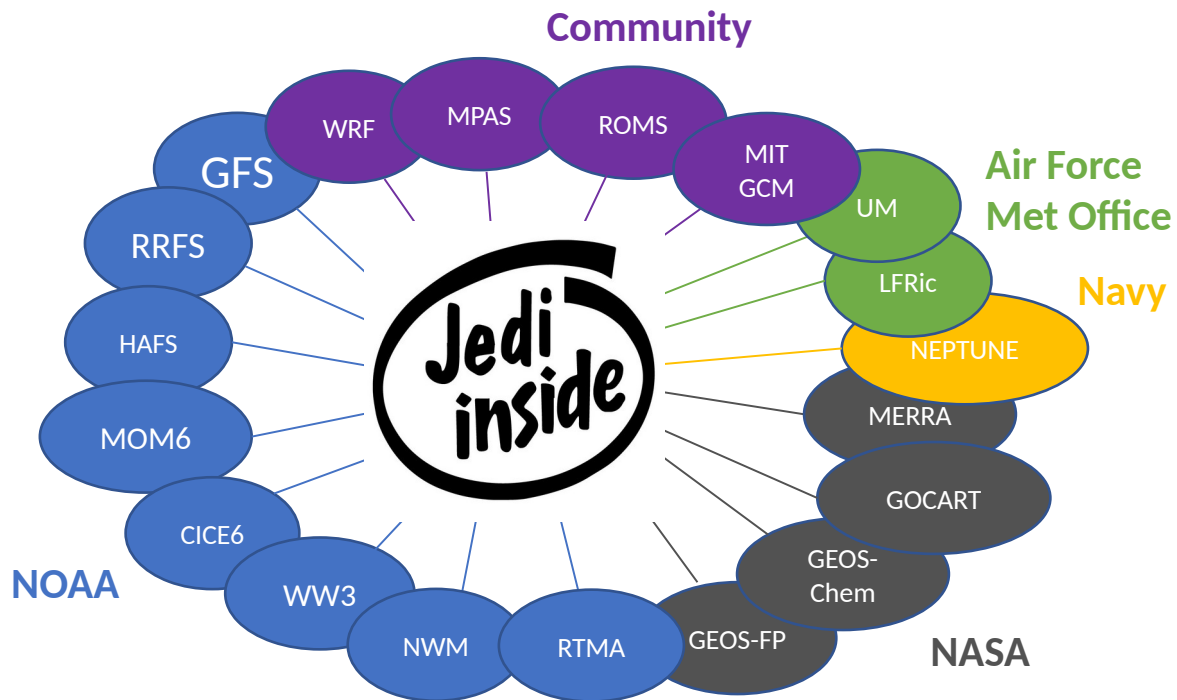 Community
WRF
MPAS
ROMS
MIT
GCM
GFS
UM
Air Force
Met Office
RRFS
LFRic
Navy
HAFS
NEPTUNE
Jedi
inside
MERRA
MOM6
GOCART
CICE6
GEOS-
Chem
NOAA
WW3
NWM
RTMA
GEOS-FP
NASA